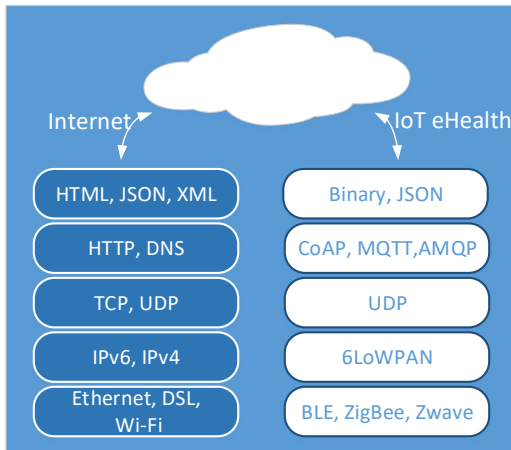 Internet
IoT eHealth
HTML, JSON, XML
Binary, JSON
HTTP, DNS
CoAP, MQTT,AMQP
TCP, UDP
UDP
IPv6, IPv4
6LoWPAN
Ethernet, DSL,
Wi-Fi
BLE, ZigBee, Zwave